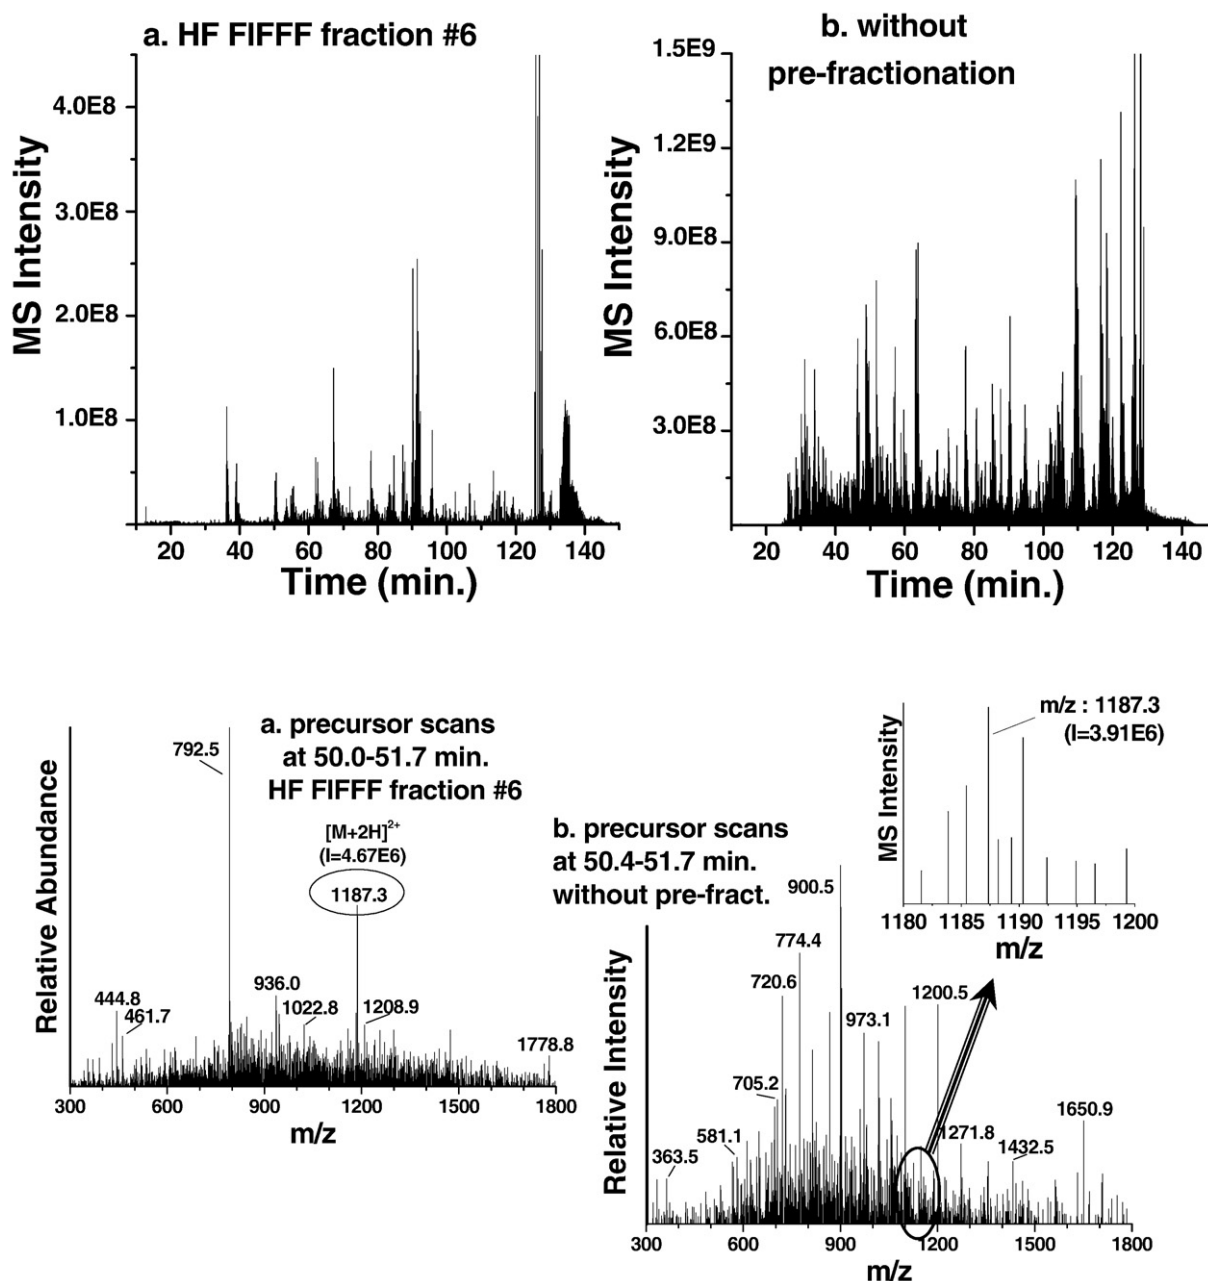 a. HF FIFFF fraction #6
4.0E8
3.0E8
2.0E8
1.0E8
MS Intensity
20 40 60 80 100 120 140
Time (min.)
b. without
pre-fractionation
1.5E9
1.2E9
9.0E8
6.0E8
3.0E8
MS Intensity
20 40 60 80 100 120 140
Time (min.)
a. precursor scans
at 50.0-51.7 min.
HF FIFFF fraction #6
792.5
[M+2H]2+
(I=4.67E6)
1187.3
936.0
444.8
461.7
1022.8
1208.9
1778.8
Relative Abundance
300 600 900 1200 1500 1800
m/z
b. precursor scans
at 50.4-51.7 min.
without pre-fract.
900.5
774.4
720.6
1200.5
973.1
705.2
581.1
363.5
1271.8
1432.5
1650.9
Relative Intensity
300 600 900 1200 1500 1800
m/z
m/z : 1187.3
(I=3.91E6)
MS Intensity
1180 1185 1190 1195 1200
m/z